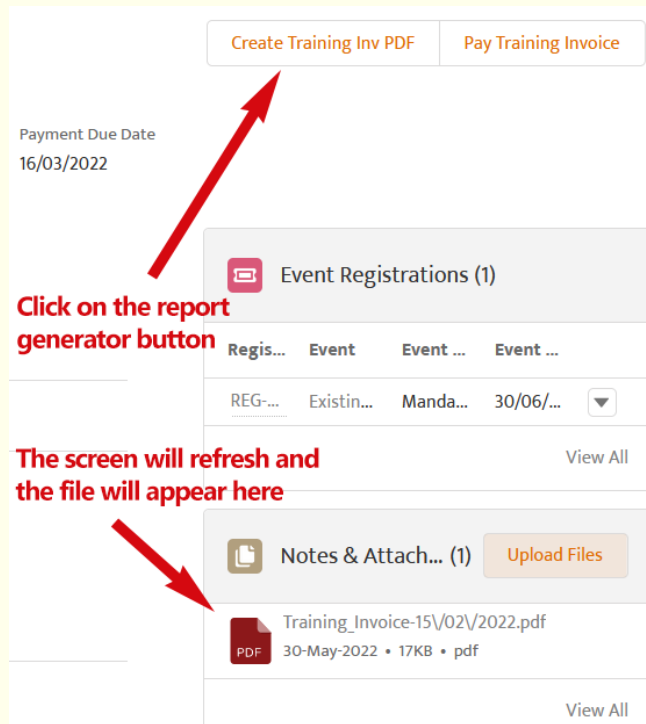 Create Training Inv PDF
Pay Training Invoice
Payment Due Date
16/03/2022
Event Registrations (1)
Click on the report
generator button
Regis... Event Event ... Event ...
REG-... Existin... Manda... 30/06/...
View All
The screen will refresh and
the file will appear here
Notes & Attach... (1)
Upload Files
Training_Invoice-15\/02\/2022.pdf
PDF
30-May-2022 • 17KB • pdf
View All